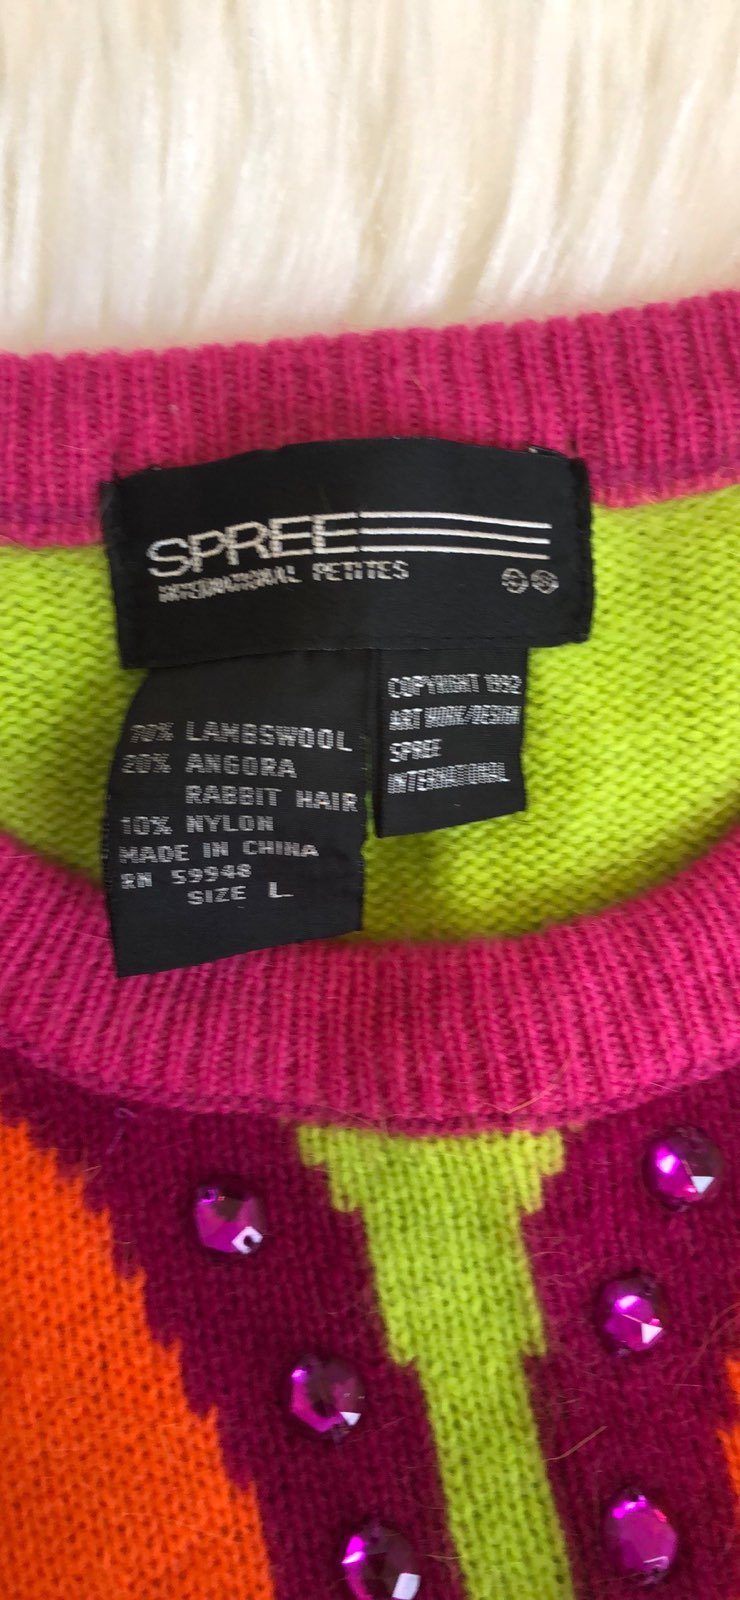 SPREE
INTERNATIONAL PETITES
70% LAMBSWOOL
20% ANGORA
RABBIT HAIR
10% NYLON
MADE IN CHINA
RN 59948
SIZE L
COPYRIGHT 1992
ART WORK/DESIGN
SPREE
INTERNATIONAL